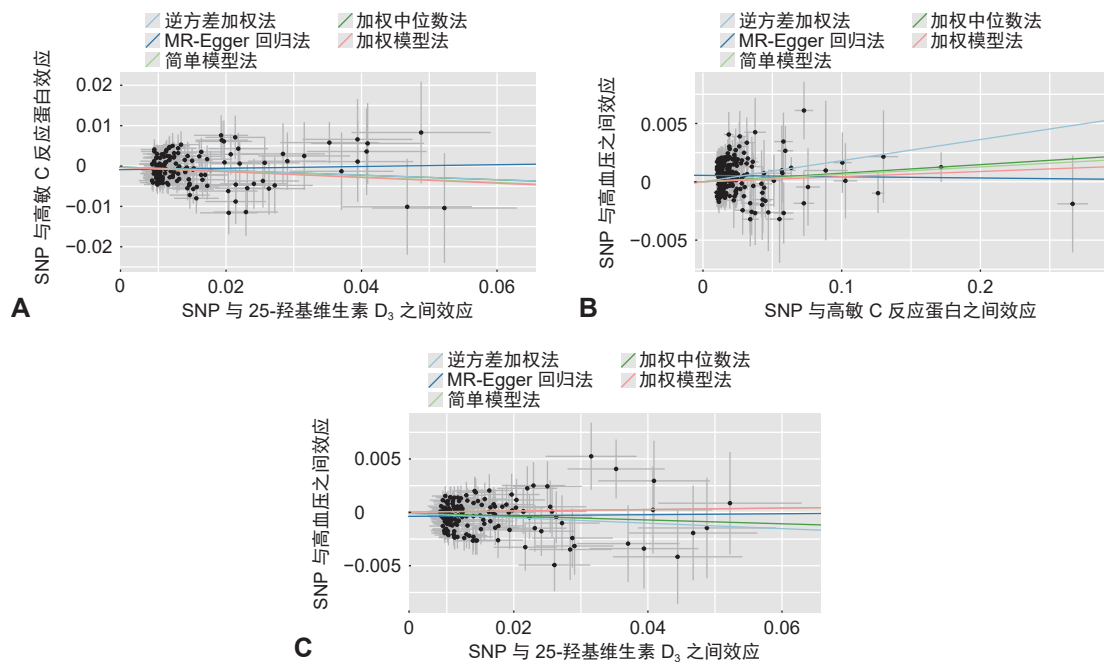 逆方差加权法 加权中位数法
MR-Egger 回归法 加权模型法
简单模型法
SNP 与高敏 C 反应蛋白效应
0.02
0.01
0
−0.01
−0.02
0 0.02 0.04 0.06
SNP 与 25-羟基维生素 D₃ 之间效应
A
逆方差加权法 加权中位数法
MR-Egger 回归法 加权模型法
简单模型法
SNP 与高血压之间效应
0.005
0
−0.005
0 0.1 0.2
SNP 与高敏 C 反应蛋白之间效应
B
逆方差加权法 加权中位数法
MR-Egger 回归法 加权模型法
简单模型法
SNP 与高血压之间效应
0.005
0
−0.005
0 0.02 0.04 0.06
SNP 与 25-羟基维生素 D₃ 之间效应
C